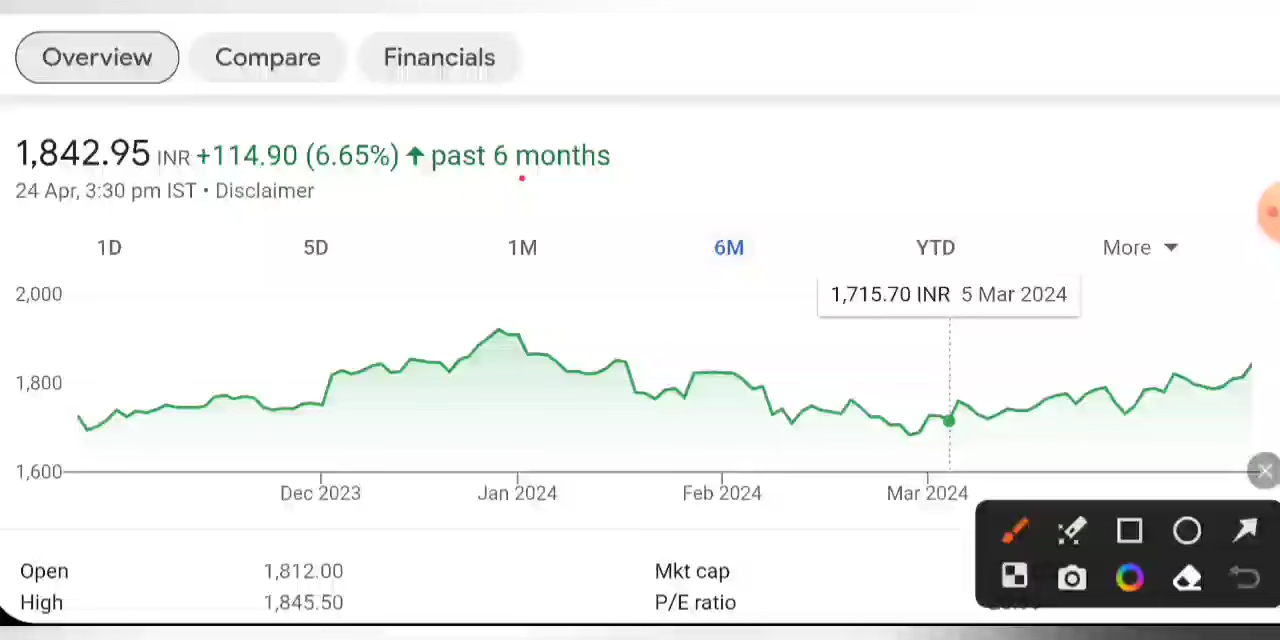 Overview Compare Financials
1,842.95 INR +114.90 (6.65%) ↑ past 6 months
24 Apr, 3:30 pm IST • Disclaimer
1D 5D 1M 6M YTD More
1,715.70 INR 5 Mar 2024
2,000
1,800
1,600
Dec 2023 Jan 2024 Feb 2024 Mar 2024
Open 1,812.00 Mkt cap
High 1,845.50 P/E ratio